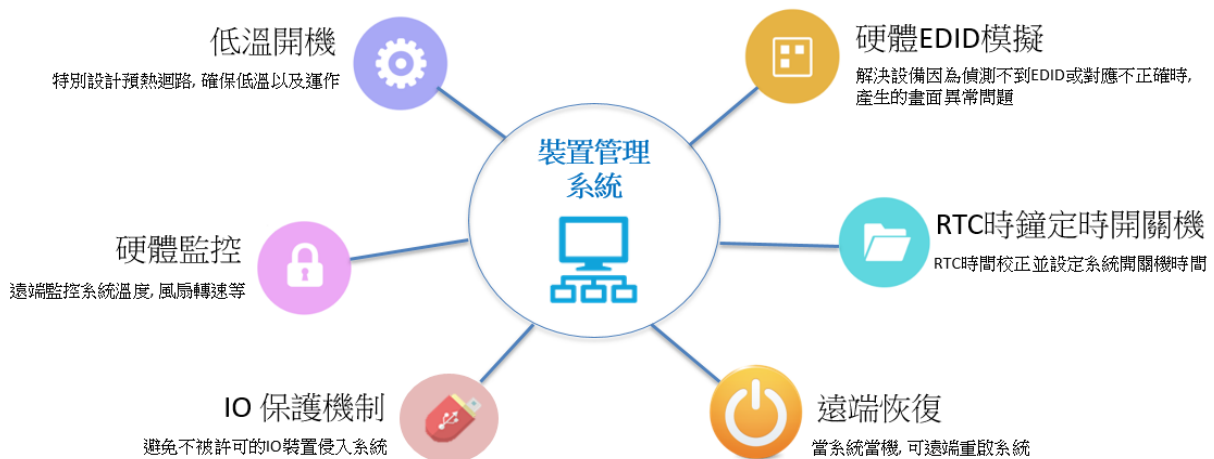 低溫開機
特別設計預熱迴路, 確保低溫以及運作
硬體EDID模擬
解決設備因為偵測不到EDID或對應不正確時,
產生的畫面異常問題
裝置管理
系統
硬體監控
遠端監控系統溫度, 風扇轉速等
RTC時鐘定時開關機
RTC時間校正並設定系統開關機時間
IO 保護機制
避免不被許可的IO裝置侵入系統
遠端恢復
當系統當機, 可遠端重啟系統